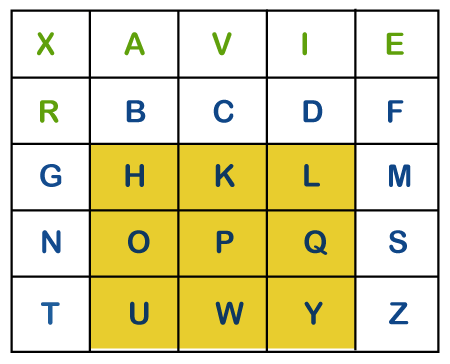 X A V I E
R B C D F
G H K L M
N O P Q S
T U W Y Z